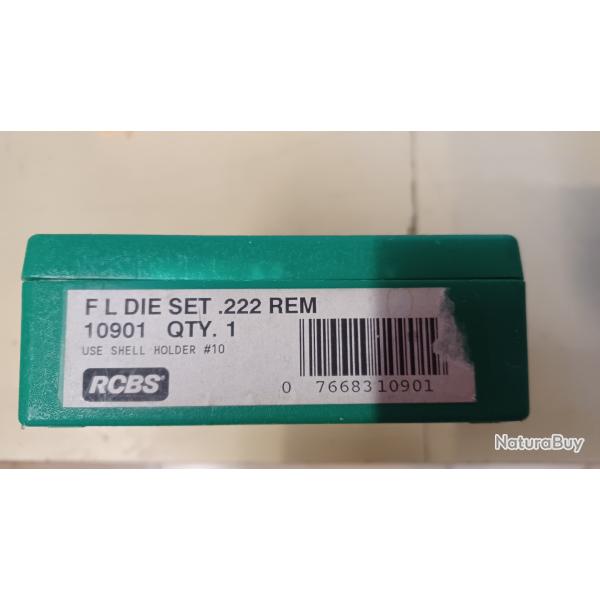 F L DIE SET .222 REM
10901 QTY. 1
USE SHELL HOLDER #10
RCBS
0 7668310901
NaturaBuy